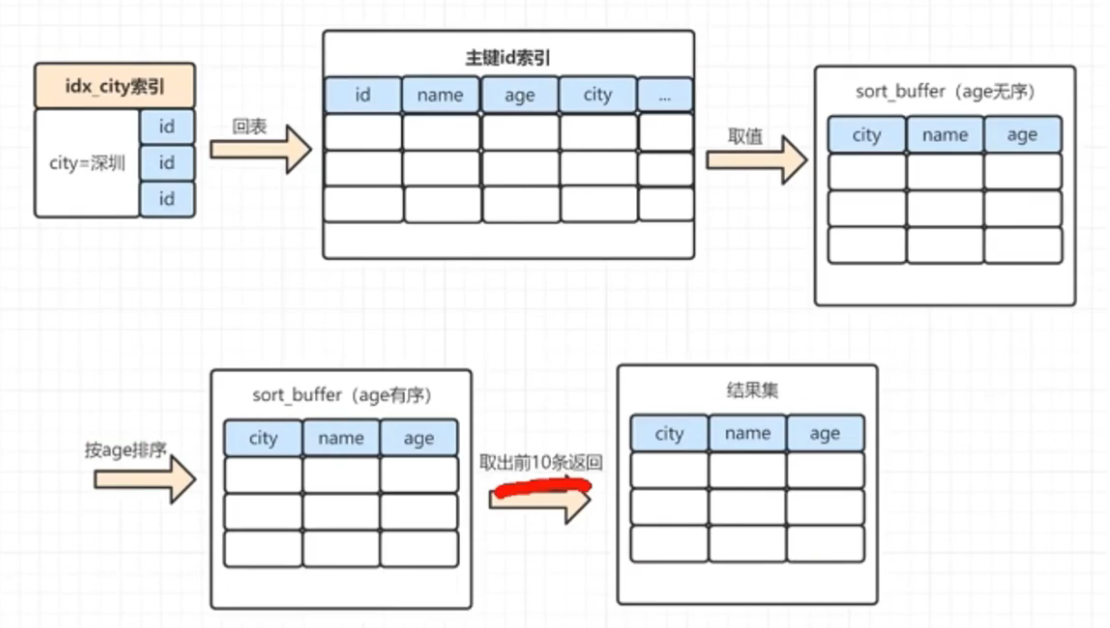 idx_city索引
city=深圳
id
id
id
回表
主键id索引
id name age city ...
取值
sort_buffer（age无序）
city name age
按age排序
sort_buffer（age有序）
city name age
取出前10条返回
结果集
city name age